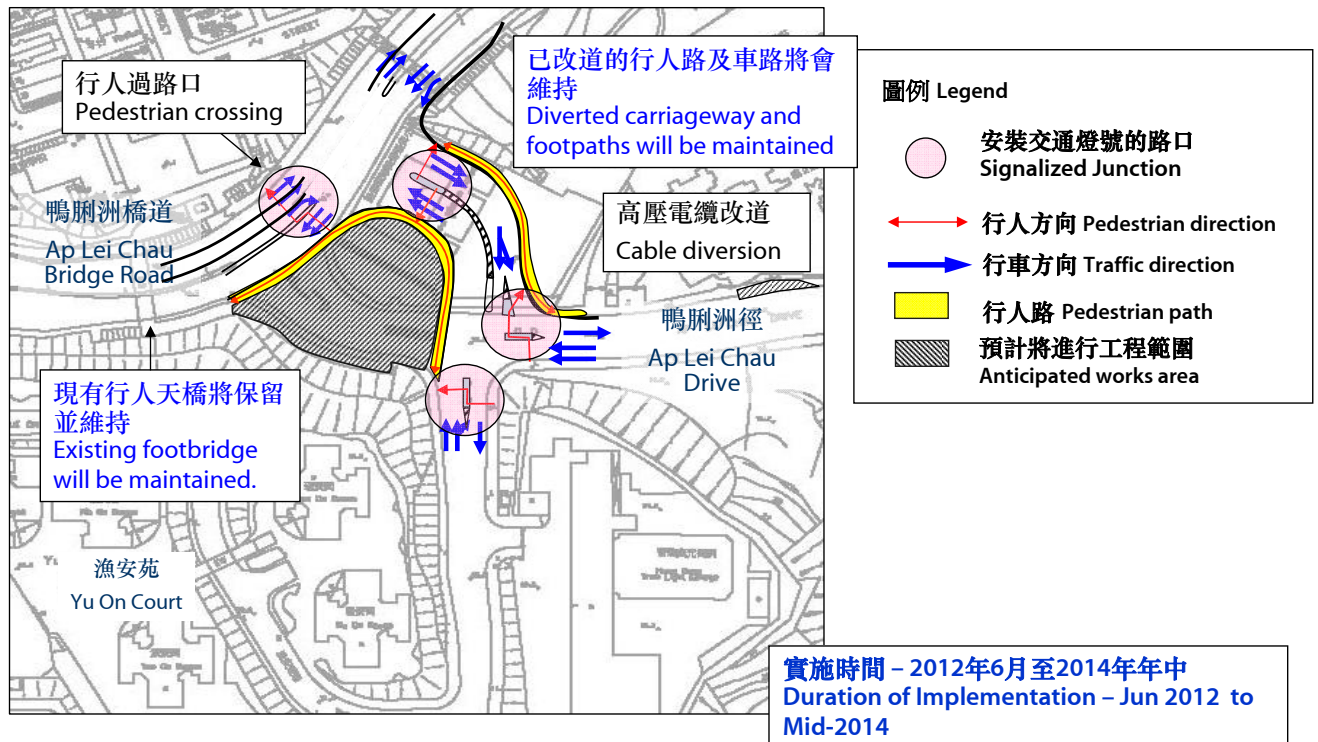 行人過路口
Pedestrian crossing
已改道的行人路及車路將會
維持
Diverted carriageway and
footpaths will be maintained
鴨脷洲橋道
Ap Lei Chau
Bridge Road
高壓電纜改道
Cable diversion
鴨脷洲徑
Ap Lei Chau
Drive
現有行人天橋將保留
並維持
Existing footbridge
will be maintained.
漁安苑
Yu On Court
STREET
DRIVE
圖例 Legend
安裝交通燈號的路口
Signalized Junction
行人方向 Pedestrian direction
行車方向 Traffic direction
行人路 Pedestrian path
預計將進行工程範圍
Anticipated works area
實施時間 – 2012年6月至2014年年中
Duration of Implementation – Jun 2012 to
Mid-2014